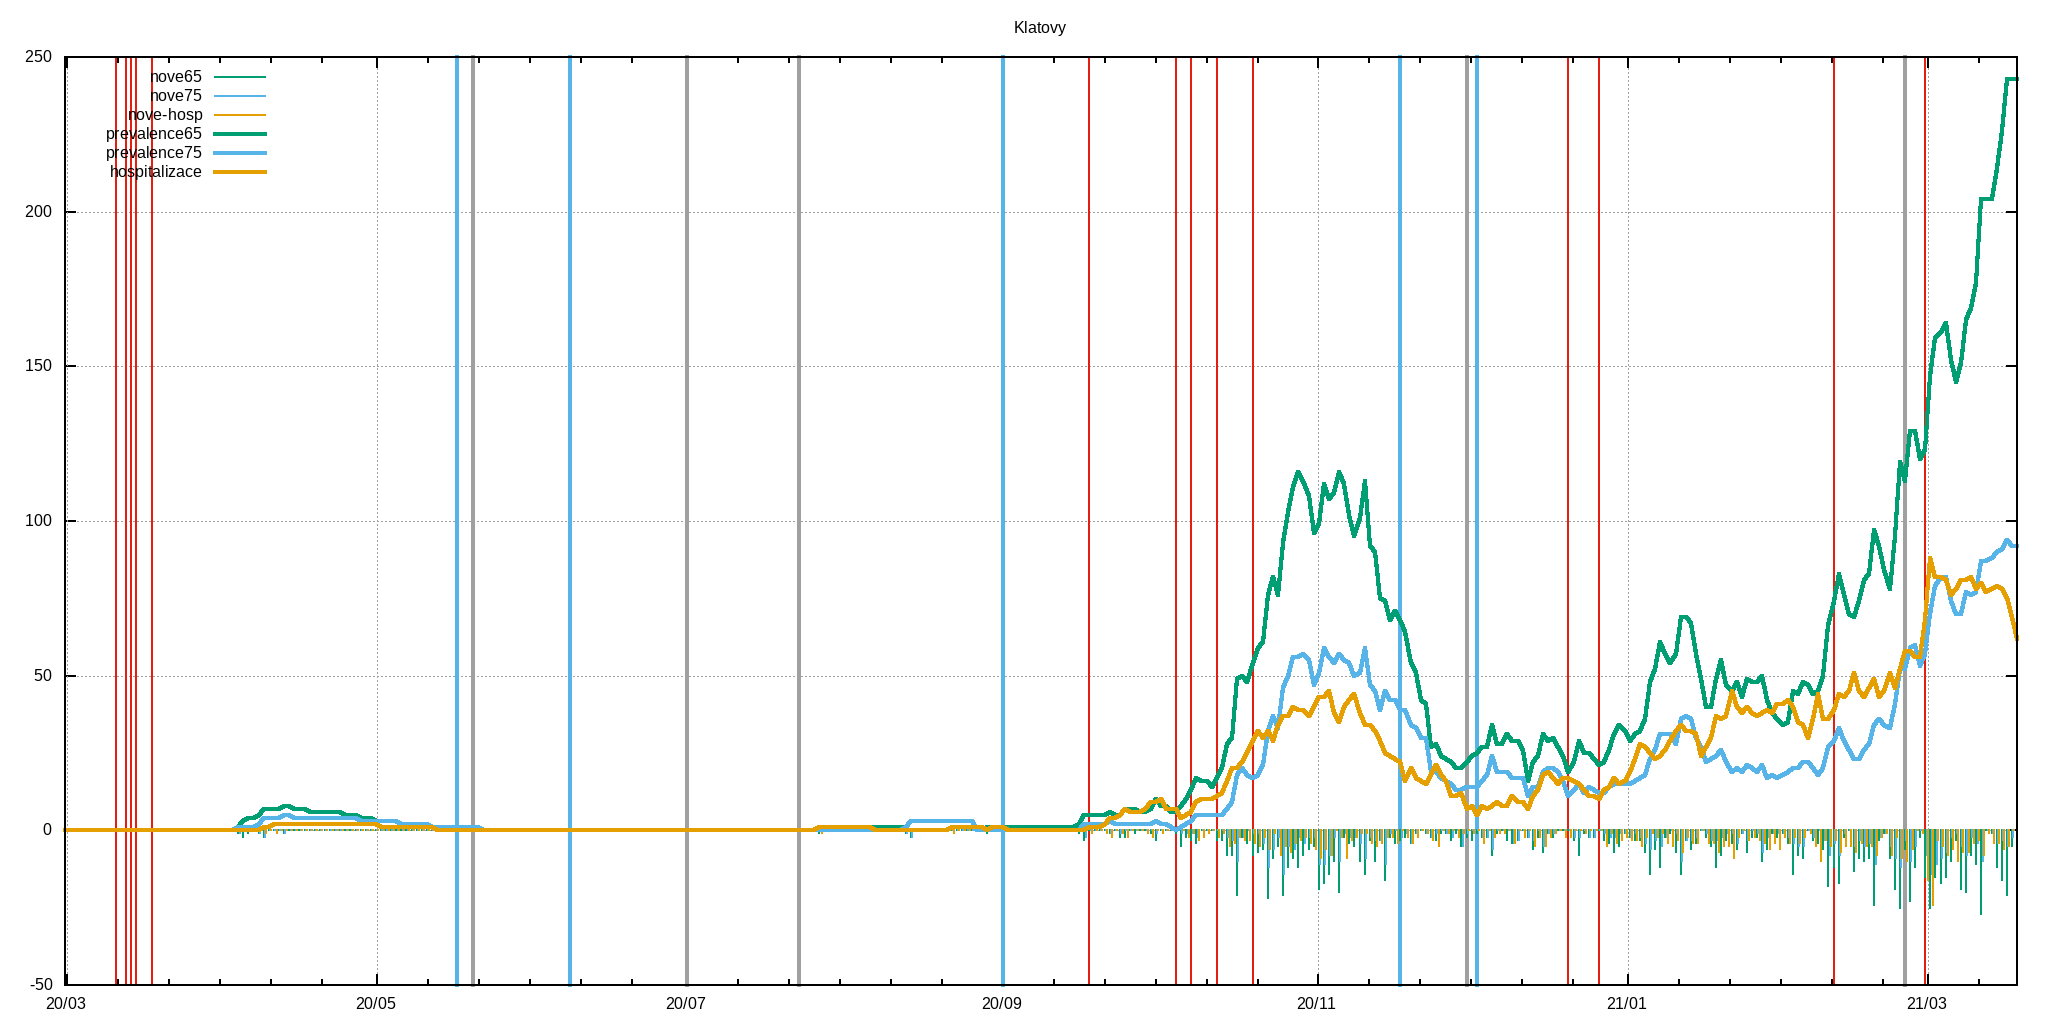 Klatovy
250
nove65
nove75
nove-hosp
prevalence65
prevalence75
hospitalizace
200
150
100
50
0
-50
20/03 20/05 20/07 20/09 20/11 21/01 21/03